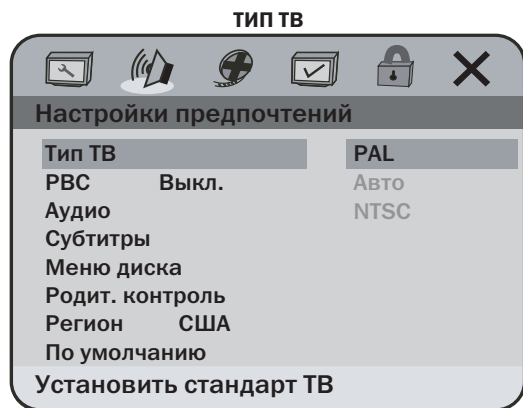 ТИП ТВ
Настройки предпочтений
Тип ТВ PAL
PBC Выкл. Авто
Аудио NTSC
Субтитры
Меню диска
Родит. контроль
Регион США
По умолчанию
Установить стандарт ТВ